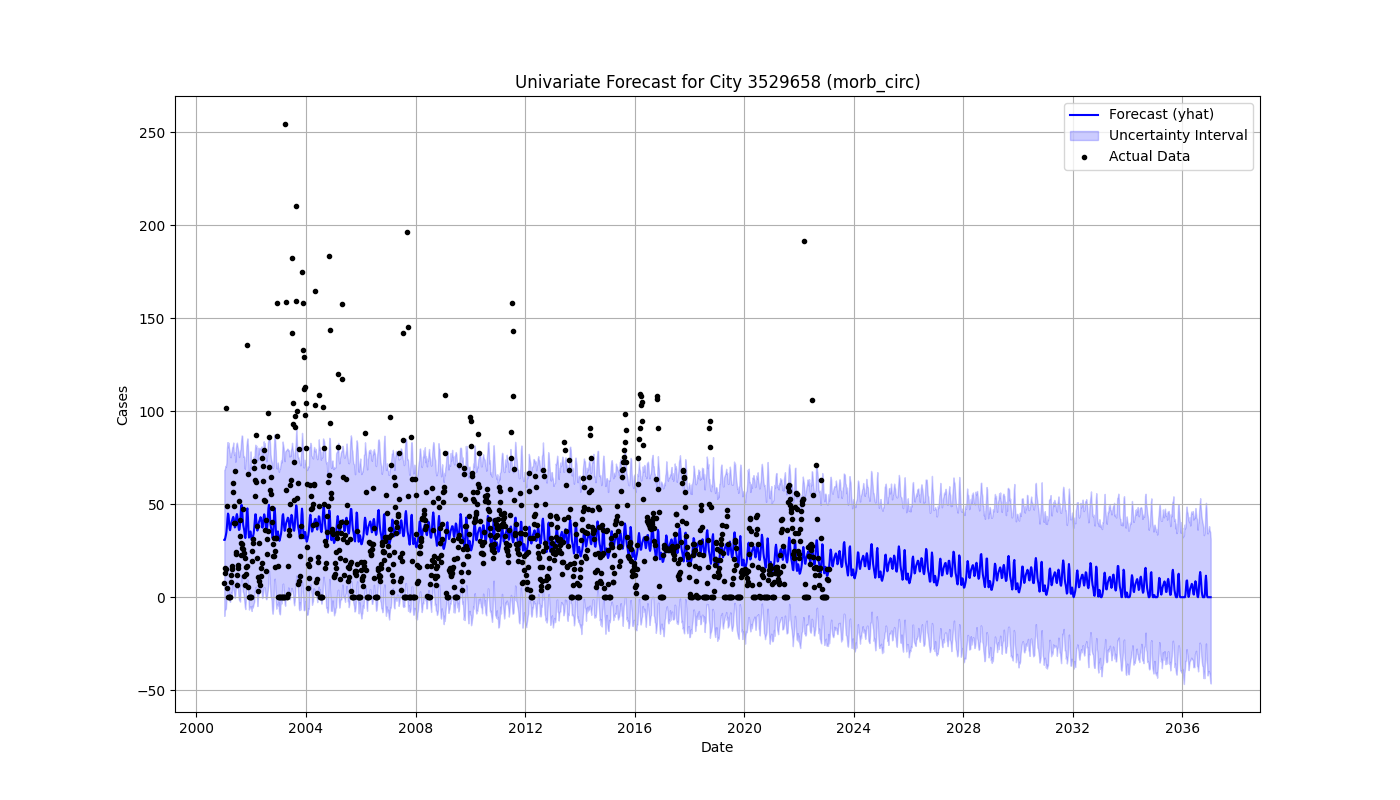 Univariate Forecast for City 3529658 (morb_circ)
Forecast (yhat)
Uncertainty Interval
Actual Data
Cases
250
200
150
100
50
0
−50
2000 2004 2008 2012 2016 2020 2024 2028 2032 2036
Date